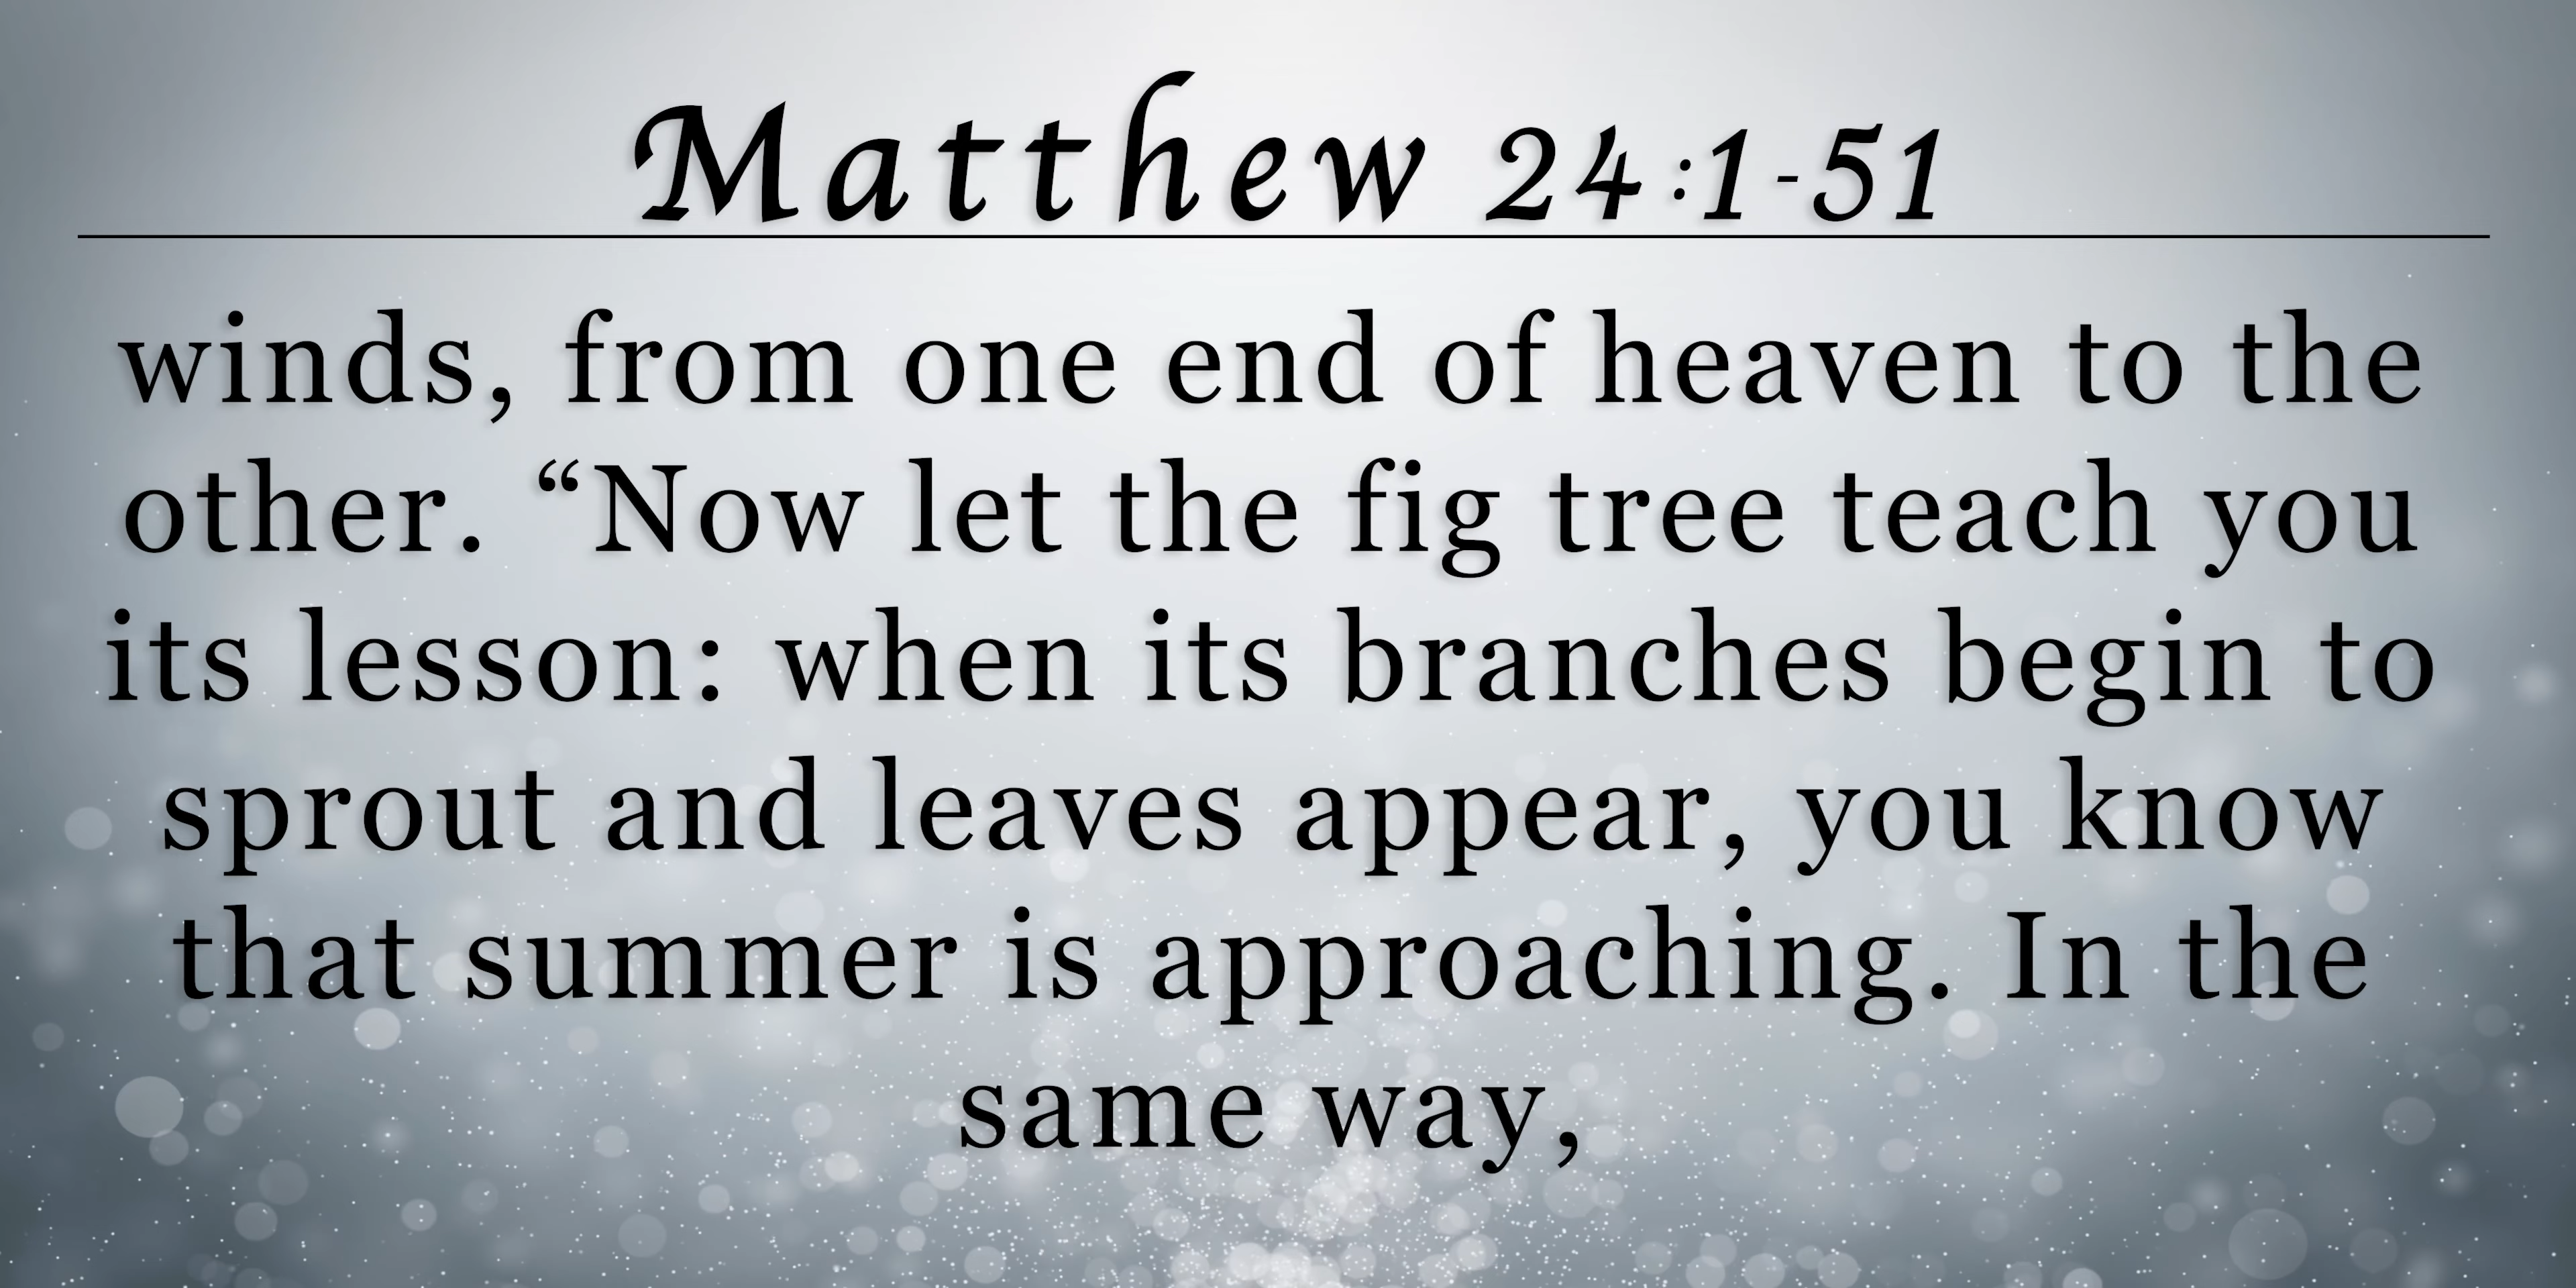 Matthew 24:1-51
winds, from one end of heaven to the
other. “Now let the fig tree teach you
its lesson: when its branches begin to
sprout and leaves appear, you know
that summer is approaching. In the
same way,